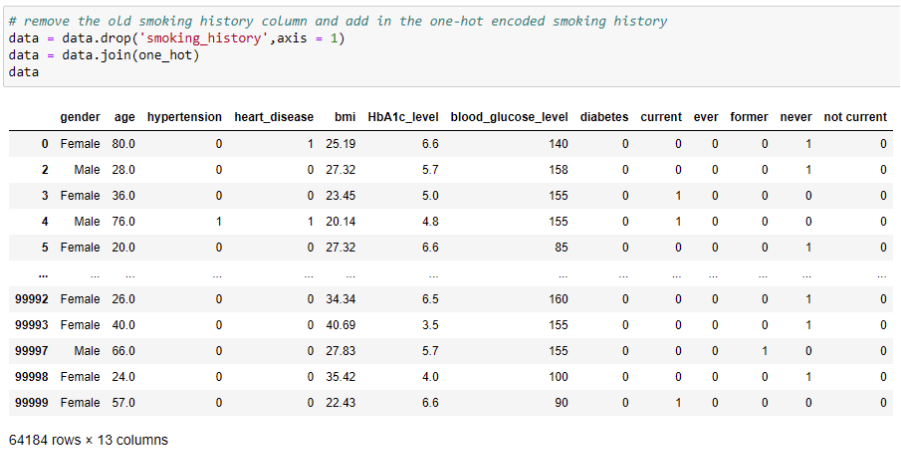 # remove the old smoking history column and add in the one-hot encoded smoking history
data = data.drop('smoking_history',axis = 1)
data = data.join(one_hot)
data
gender age hypertension heart_disease bmi HbA1c_level blood_glucose_level diabetes current ever former never not current
0 Female 80.0 0 1 25.19 6.6 140 0 0 0 0 1 0
2 Male 28.0 0 0 27.32 5.7 158 0 0 0 0 1 0
3 Female 36.0 0 0 23.45 5.0 155 0 1 0 0 0 0
4 Male 76.0 1 1 20.14 4.8 155 0 1 0 0 0 0
5 Female 20.0 0 0 27.32 6.6 85 0 0 0 0 1 0
... ... ... ... ... ... ... ... ... ... ... ... ... ...
99992 Female 26.0 0 0 34.34 6.5 160 0 0 0 0 1 0
99993 Female 40.0 0 0 40.69 3.5 155 0 0 0 0 1 0
99997 Male 66.0 0 0 27.83 5.7 155 0 0 0 1 0 0
99998 Female 24.0 0 0 35.42 4.0 100 0 0 0 0 1 0
99999 Female 57.0 0 0 22.43 6.6 90 0 1 0 0 0 0
64184 rows × 13 columns